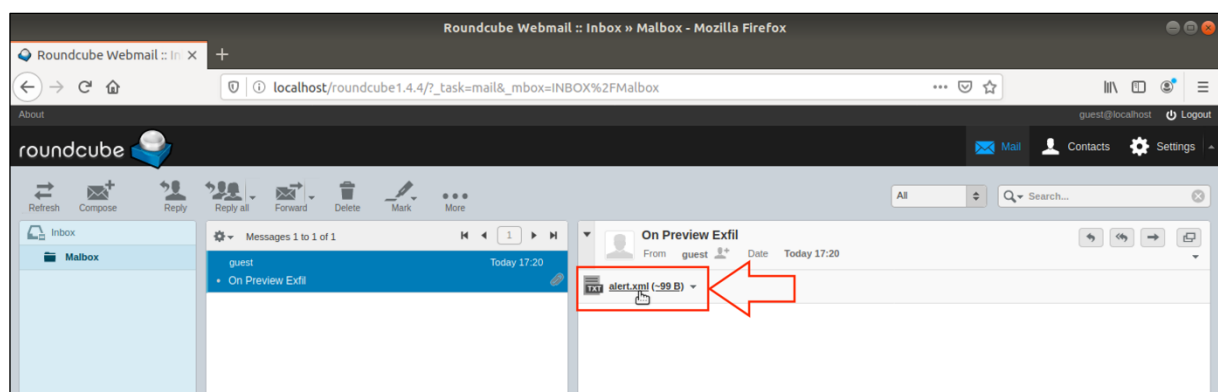 Roundcube Webmail :: Inbox » Malbox - Mozilla Firefox
Roundcube Webmail :: In
localhost/roundcube1.4.4/?_task=mail&_mbox=INBOX%2FMalbox
About
guest@localhost Logout
roundcube
Mail Contacts Settings
Refresh Compose Reply Reply all Forward Delete Mark More
All
Search...
Inbox
Malbox
Messages 1 to 1 of 1
1
guest Today 17:20
• On Preview Exfil
On Preview Exfil
From guest Date Today 17:20
TXT alert.xml (~99 B)